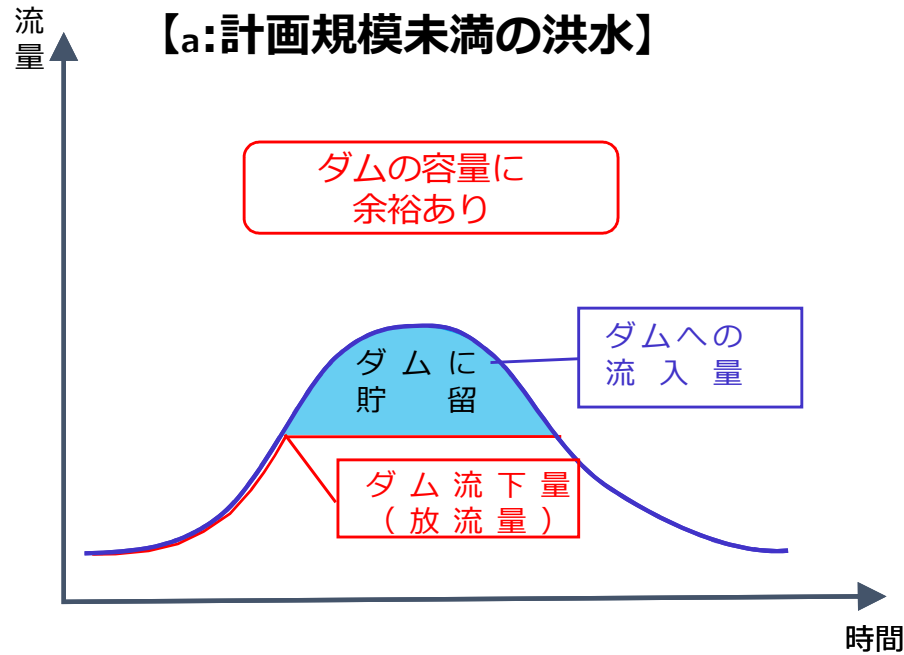 流
量
【a:計画規模未満の洪水】
ダムの容量に
余裕あり
ダムへの
流入量
ダムに
貯留
ダム流下量
(放流量)
時間